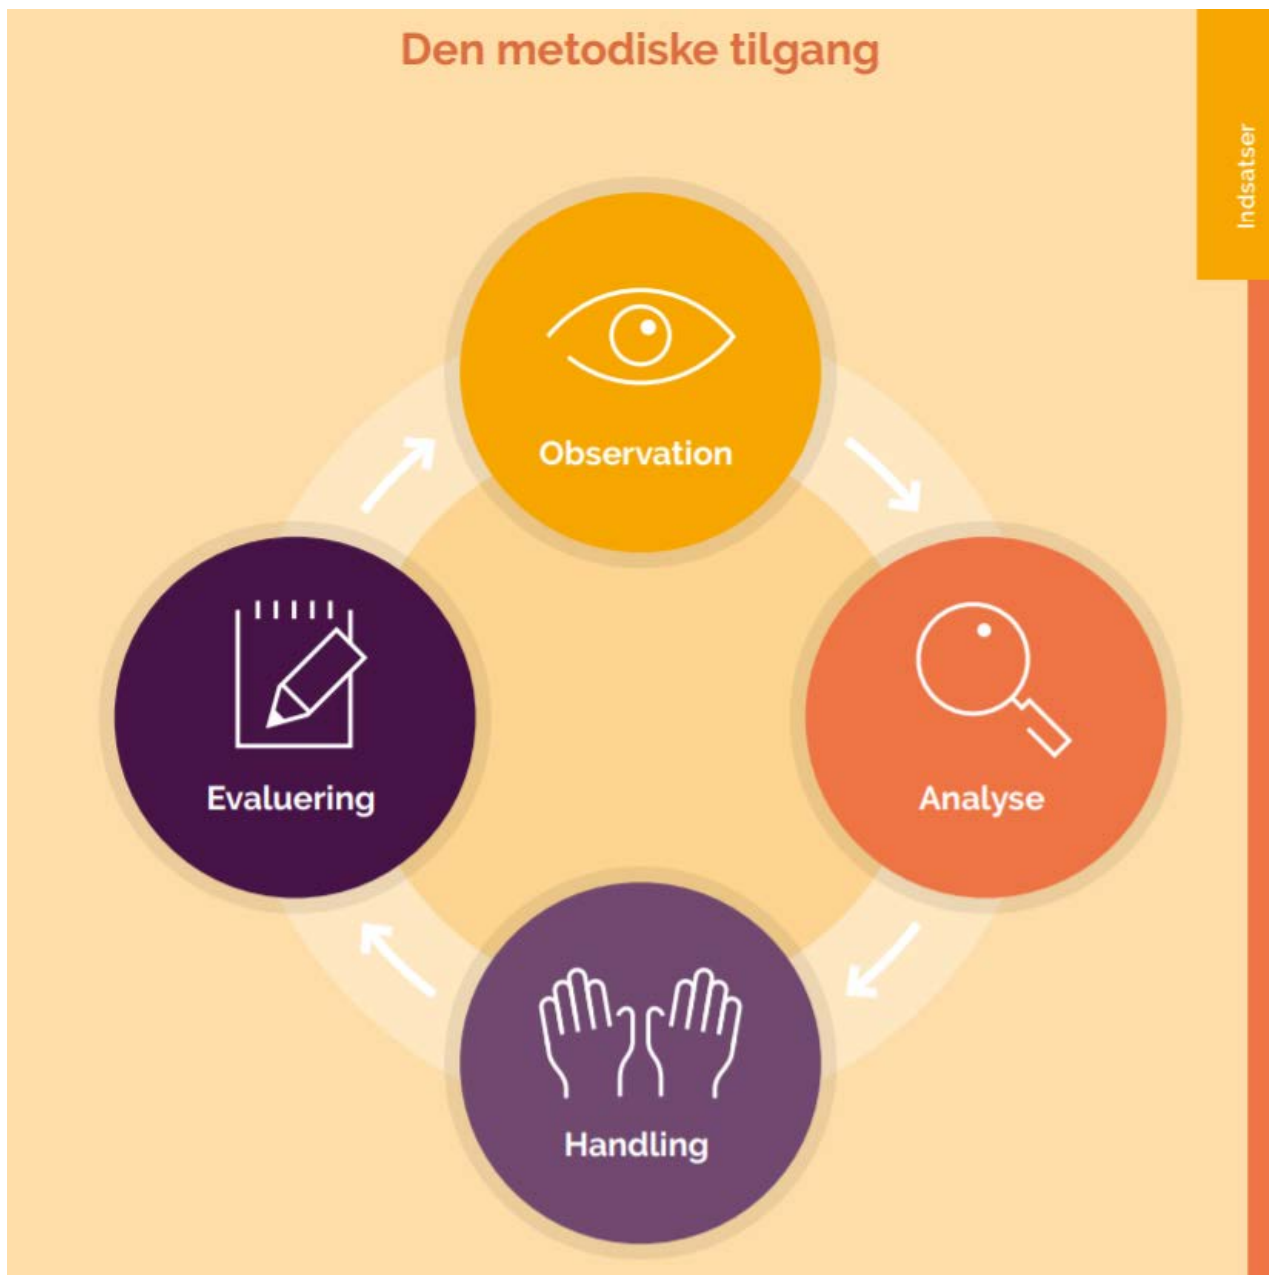 Den metodiske tilgang
Indsatser
Observation
Evaluering
Analyse
Handling